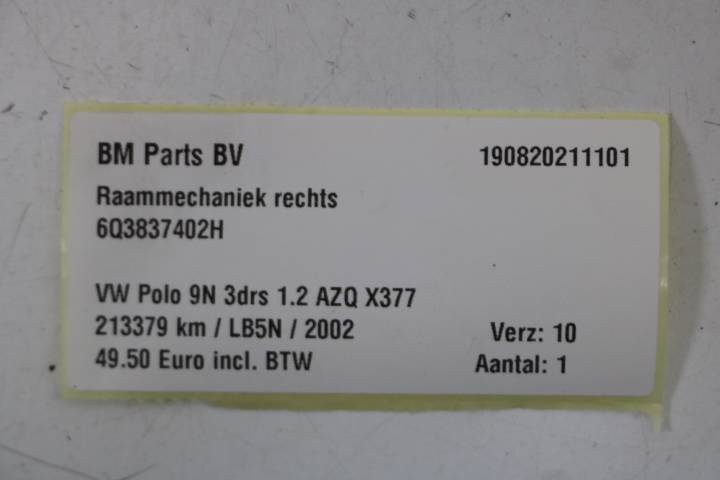 BM Parts BV 190820211101
Raammechaniek rechts
6Q3837402H
VW Polo 9N 3drs 1.2 AZQ X377
213379 km / LB5N / 2002 Verz: 10
49.50 Euro incl. BTW Aantal: 1